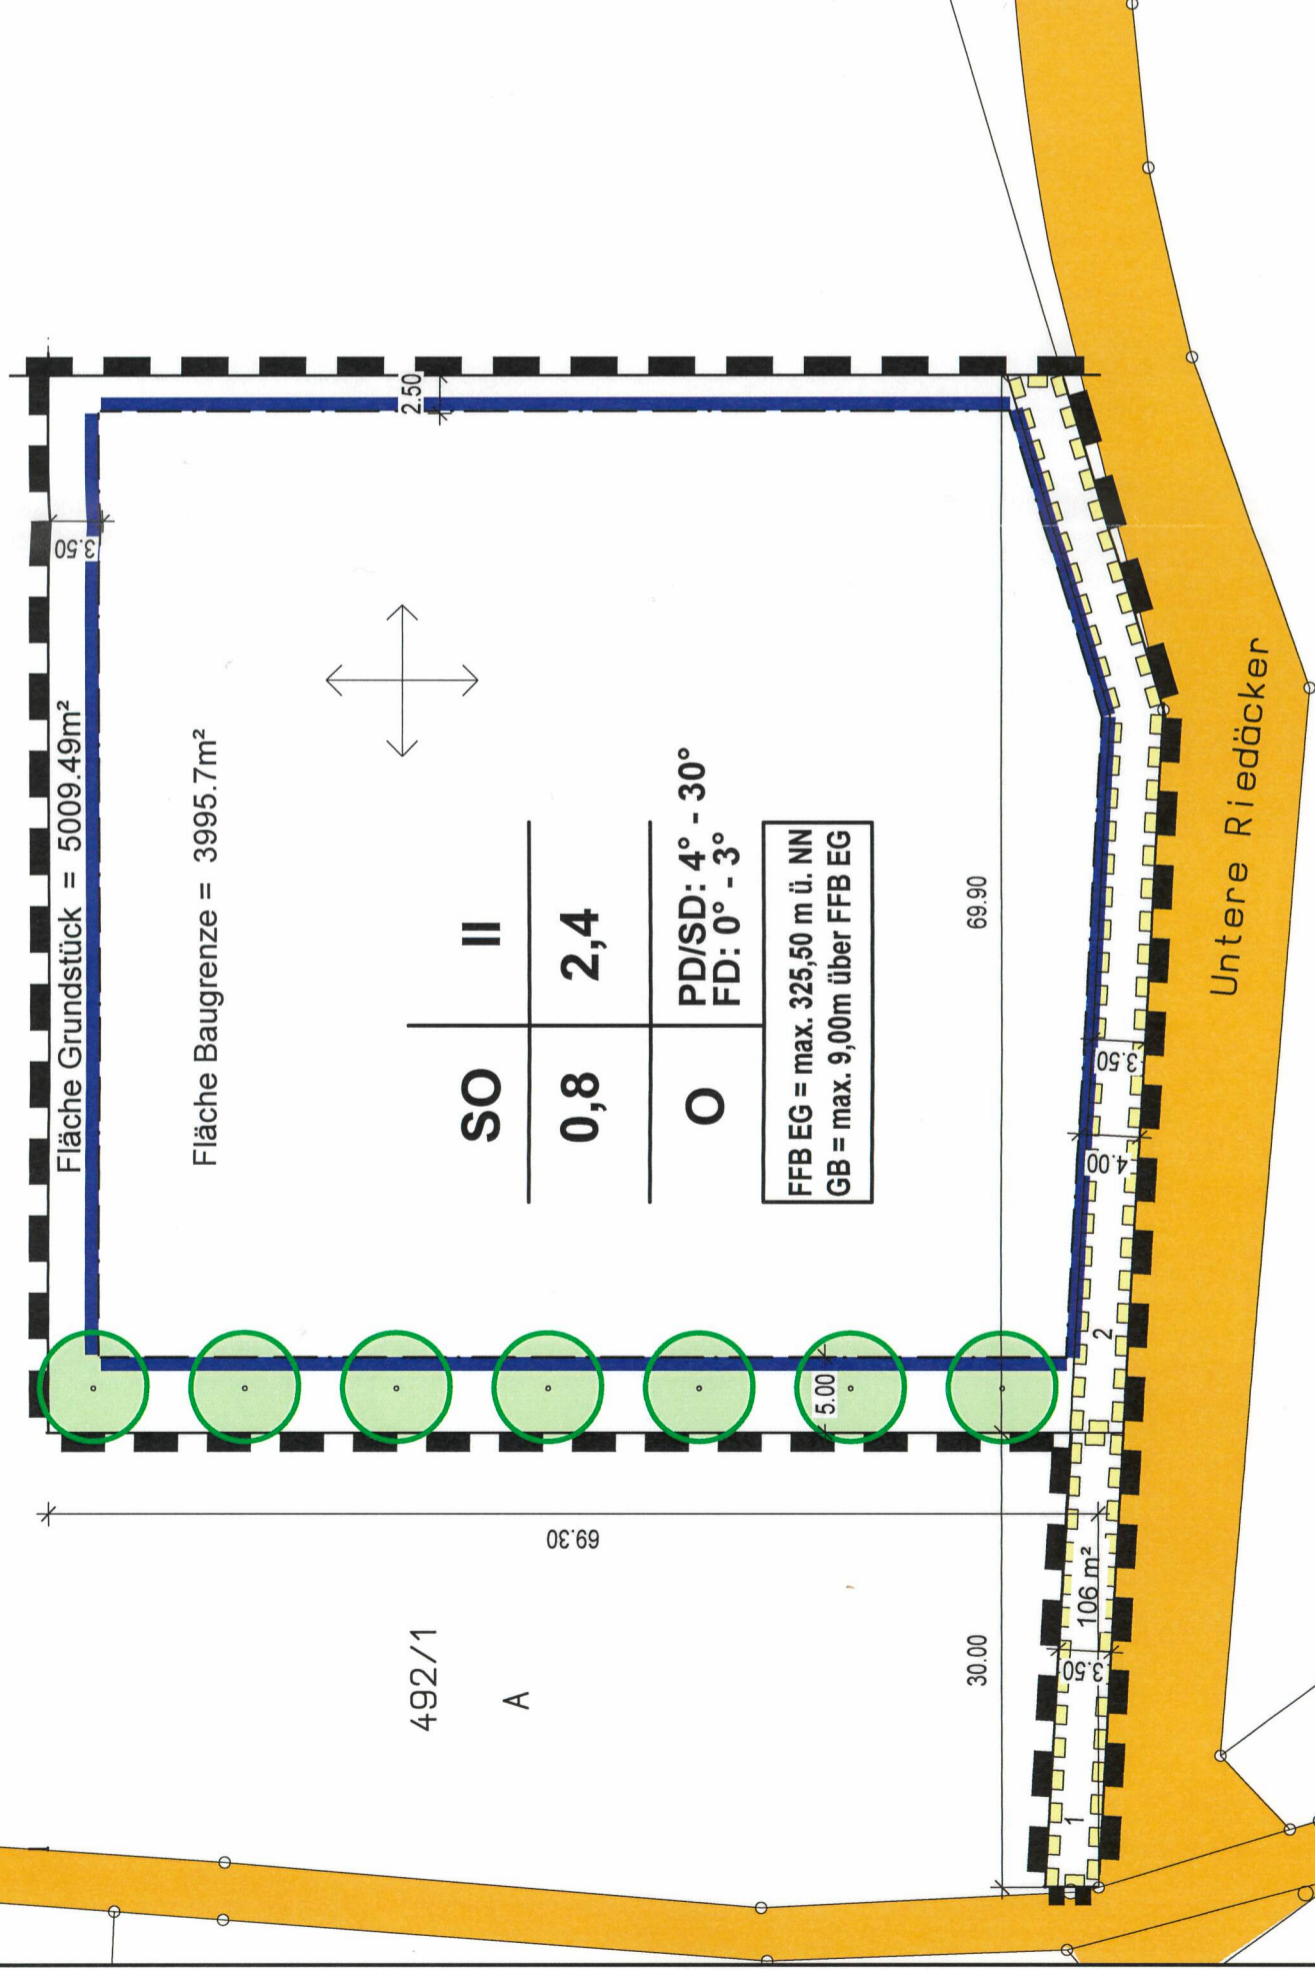 Fläche Grundstück = 5009.49m²
3.50
Fläche Baugrenze = 3995.7m²
2.50
SO II
0,8 2,4
O PD/SD: 4° - 30°
FD: 0° - 3°
FFB EG = max. 325,50 m ü. NN
GB = max. 9,00m über FFB EG
5.00
69.30
492/1
A
30.00
69.90
3.50
4.00
2
106 m²
3.50
1
Untere Riedäcker